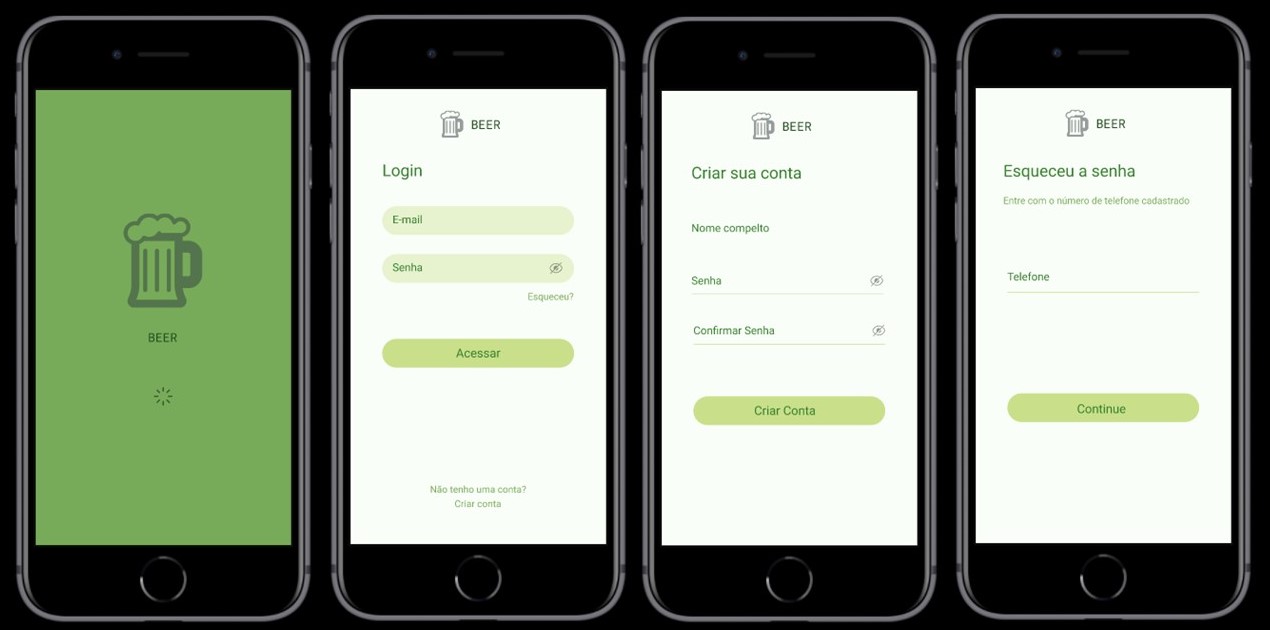 BEER
BEER
Login
E-mail
Senha
Esqueceu?
Acessar
Não tenho uma conta?
Criar conta
BEER
Criar sua conta
Nome compelto
Senha
Confirmar Senha
Criar Conta
BEER
Esqueceu a senha
Entre com o número de telefone cadastrado
Telefone
Continue